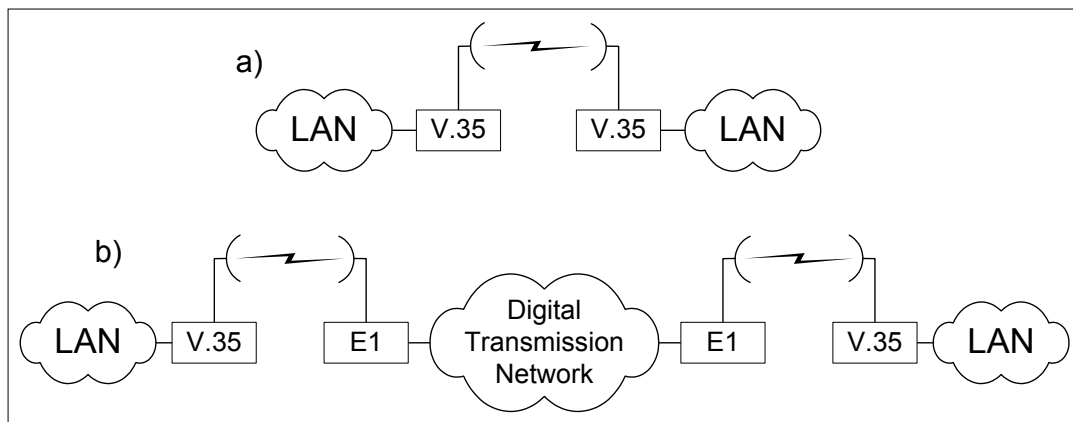 a)
LAN
V.35
V.35
LAN
b)
LAN
V.35
E1
Digital
Transmission
Network
E1
V.35
LAN